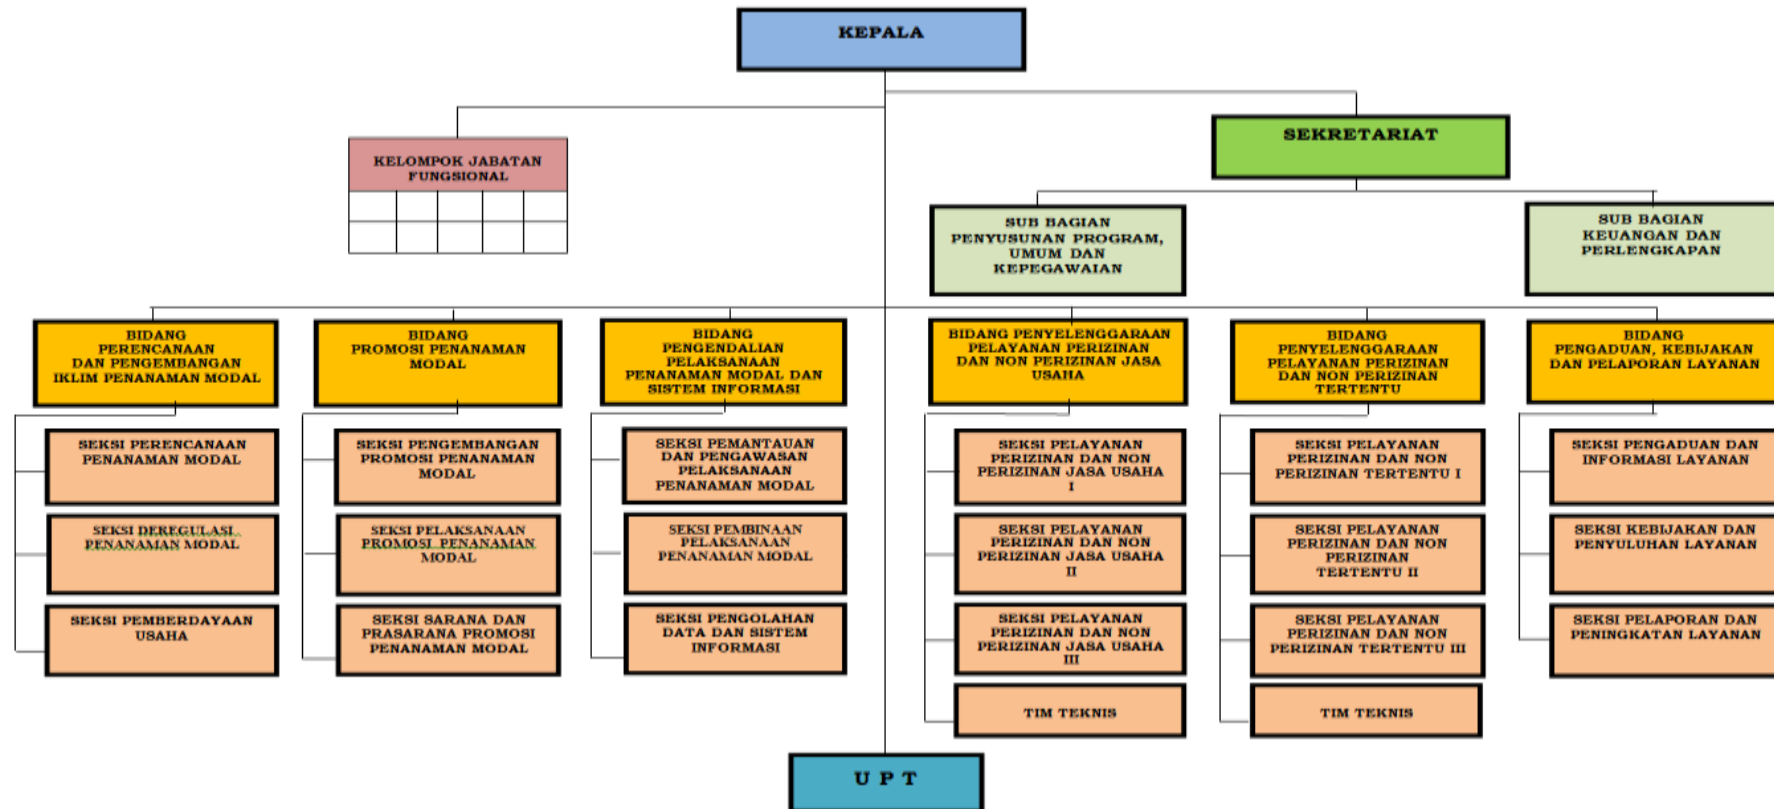 KEPALA
SEKRETARIAT
KELOMPOK JABATAN
FUNGSIONAL
SUB BAGIAN
PENYUSUNAN PROGRAM,
UMUM DAN
KEPEGAWAIAN
SUB BAGIAN
KEUANGAN DAN
PERLENGKAPAN
BIDANG
PERENCANAAN
DAN PENGEMBANGAN
IKLIM PENANAMAN MODAL
BIDANG
PROMOSI PENANAMAN
MODAL
BIDANG
PENGENDALIAN
PELAKSANAAN
PENANAMAN MODAL DAN
SISTEM INFORMASI
BIDANG PENYELENGGARAAN
PELAYANAN PERIZINAN
DAN NON PERIZINAN JASA
USAHA
BIDANG
PENYELENGGARAAN
PELAYANAN PERIZINAN
DAN NON PERIZINAN
TERTENTU
BIDANG
PENGADUAN, KEBIJAKAN
DAN PELAPORAN LAYANAN
SEKSI PERENCANAAN
PENANAMAN MODAL
SEKSI DEREGULASI
PENANAMAN MODAL
SEKSI PEMBERDAYAAN
USAHA
SEKSI PENGEMBANGAN
PROMOSI PENANAMAN
MODAL
SEKSI PELAKSANAAN
PROMOSI PENANAMAN
MODAL
SEKSI SARANA DAN
PRASARANA PROMOSI
PENANAMAN MODAL
SEKSI PEMANTAUAN
DAN PENGAWASAN
PELAKSANAAN
PENANAMAN MODAL
SEKSI PEMBINAAN
PELAKSANAAN
PENANAMAN MODAL
SEKSI PENGOLAHAN
DATA DAN SISTEM
INFORMASI
SEKSI PELAYANAN
PERIZINAN DAN NON
PERIZINAN JASA USAHA
I
SEKSI PELAYANAN
PERIZINAN DAN NON
PERIZINAN JASA USAHA
II
SEKSI PELAYANAN
PERIZINAN DAN NON
PERIZINAN JASA USAHA
III
TIM TEKNIS
SEKSI PELAYANAN
PERIZINAN DAN NON
PERIZINAN TERTENTU I
SEKSI PELAYANAN
PERIZINAN DAN NON
PERIZINAN
TERTENTU II
SEKSI PELAYANAN
PERIZINAN DAN NON
PERIZINAN TERTENTU III
TIM TEKNIS
SEKSI PENGADUAN DAN
INFORMASI LAYANAN
SEKSI KEBIJAKAN DAN
PENYULUHAN LAYANAN
SEKSI PELAPORAN DAN
PENINGKATAN LAYANAN
U P T